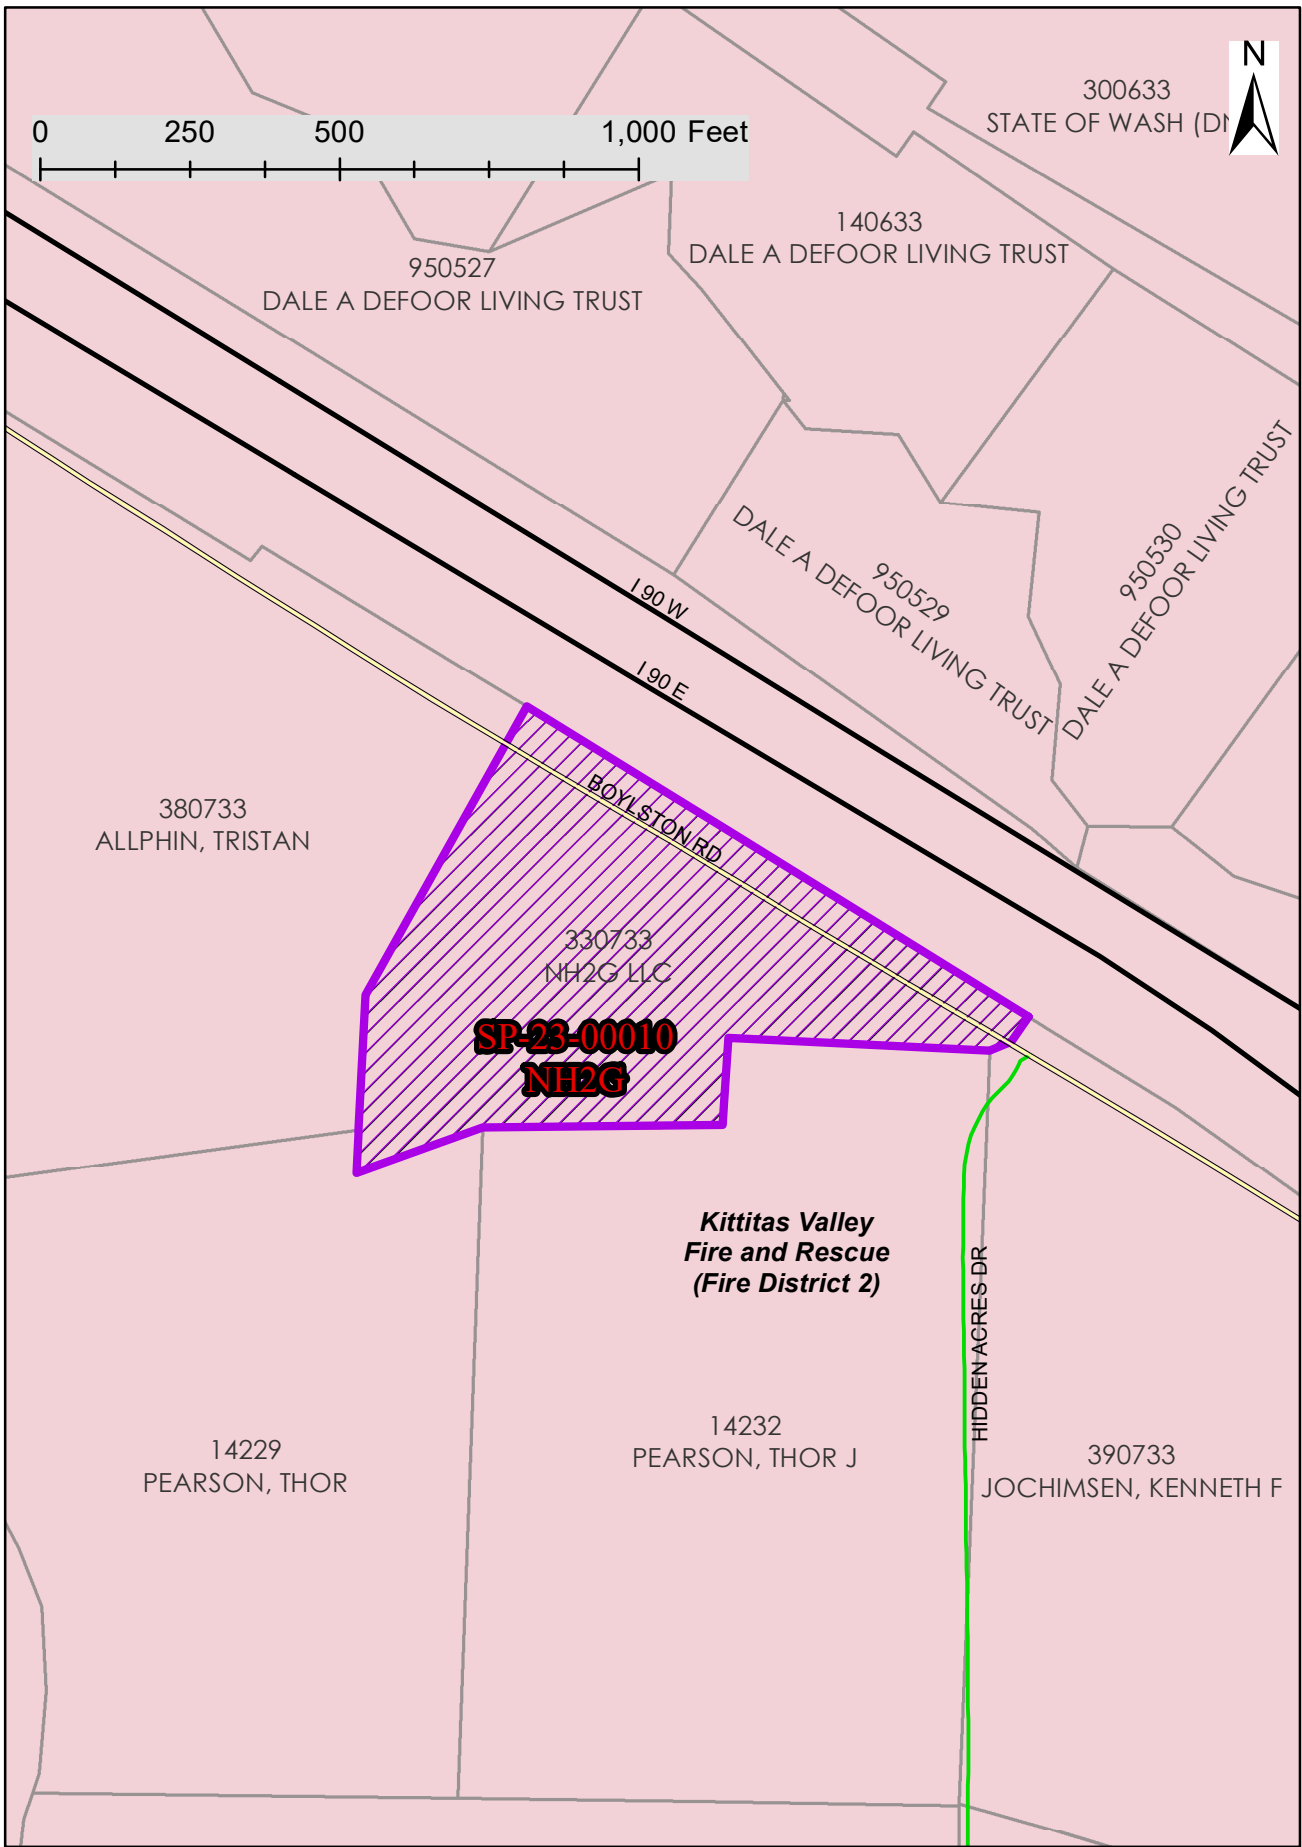 N
300633
STATE OF WASH (DN
0 250 500 1,000 Feet
140633
DALE A DEFOOR LIVING TRUST
950527
DALE A DEFOOR LIVING TRUST
950530
DALE A DEFOOR LIVING TRUST
950529
DALE A DEFOOR LIVING TRUST
I 90 W
I 90 E
BOYLSTON RD
380733
ALLPHIN, TRISTAN
330733
NH2G LLC
SP-23-00010
NH2G
Kittitas Valley
Fire and Rescue
(Fire District 2)
HIDDEN ACRES DR
14229
PEARSON, THOR
14232
PEARSON, THOR J
390733
JOCHIMSEN, KENNETH F